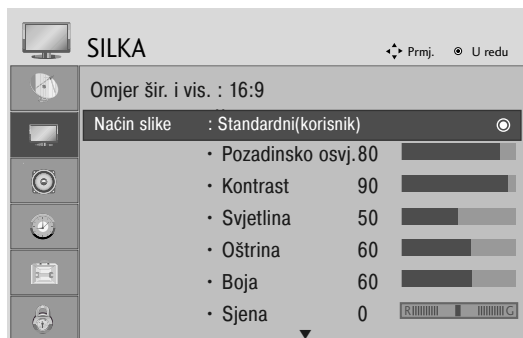 SILKA
Prmj. U redu
Omjer šir. i vis. : 16:9
Naćin slike : Standardni(korisnik)
• Pozadinsko osvj. 80
• Kontrast 90
• Svjetlina 50
• Oštrina 60
• Boja 60
• Sjena 0 R G